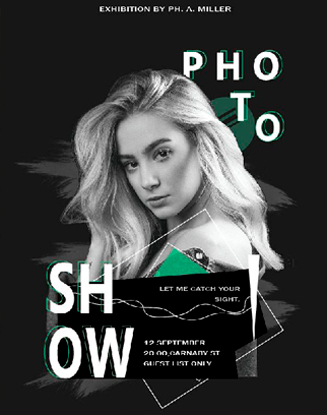 EXHIBITION BY PH. A. MILLER
PHO
TO
SH
OW!
LET ME CATCH YOUR
SIGHT.
12 SEPTEMBER
20:00,CARNABY ST
GUEST LIST ONLY